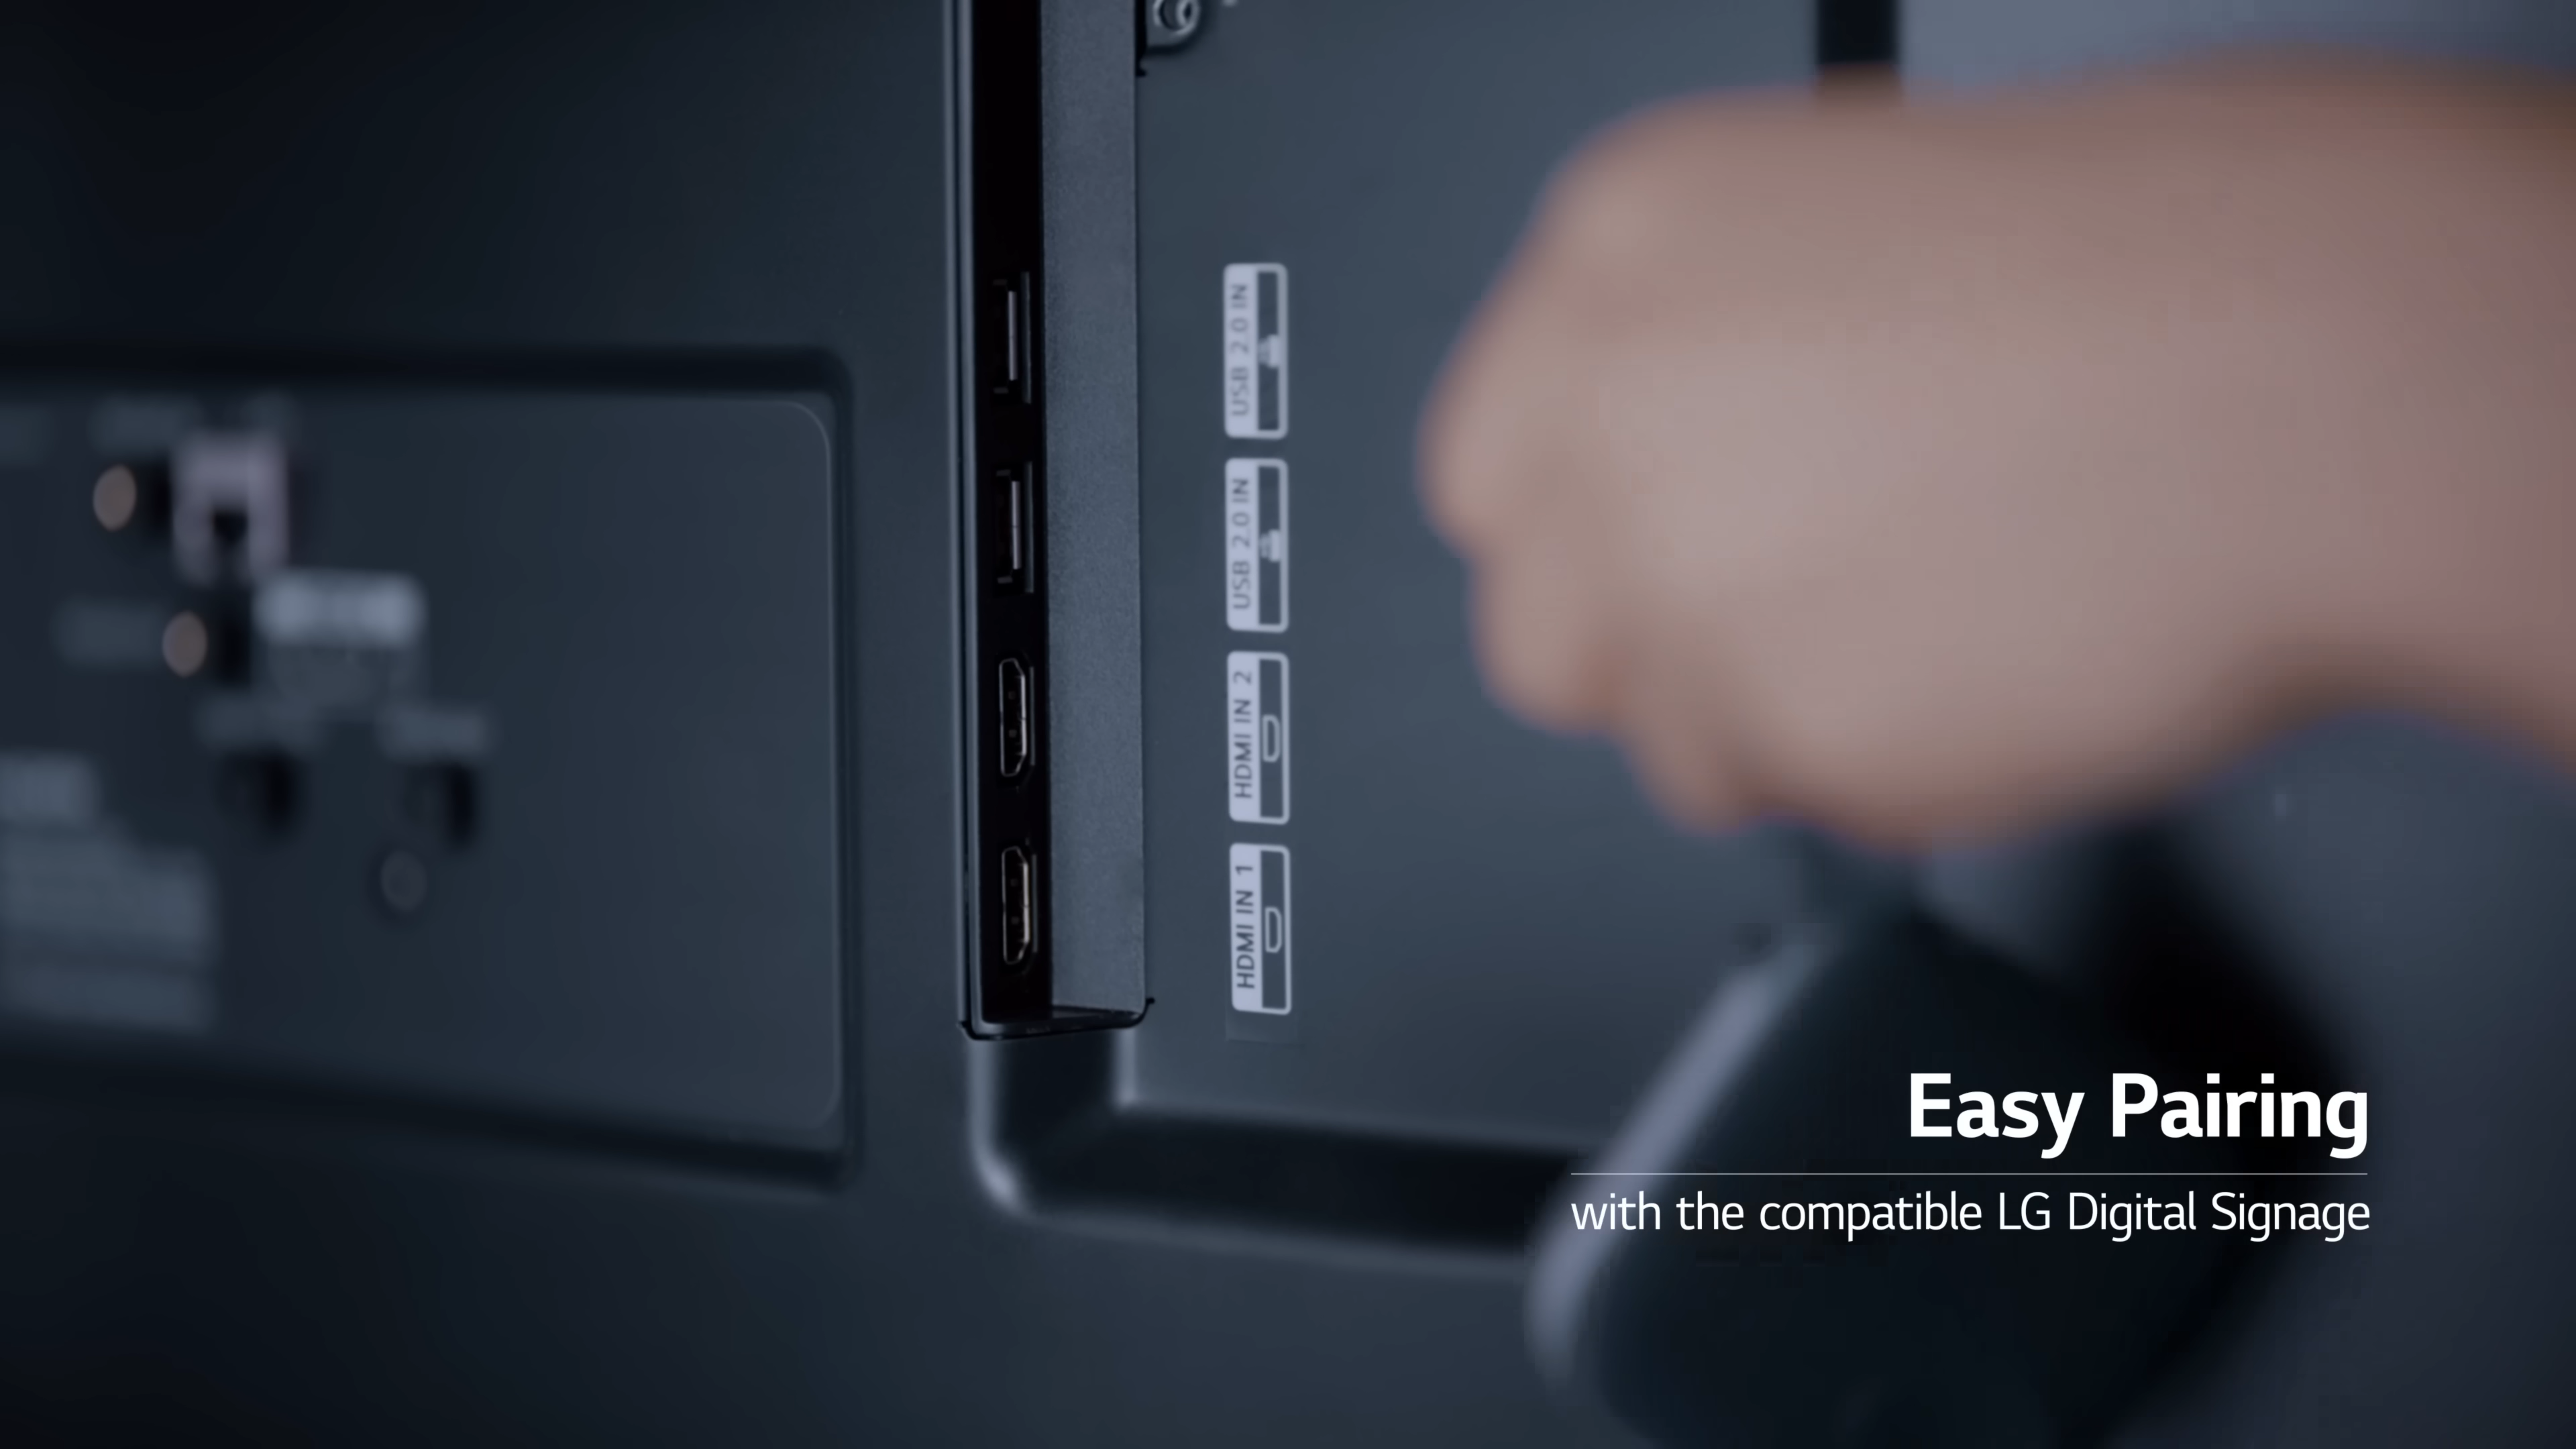 USB 2.0 IN
USB 2.0 IN
HDMI IN 2
HDMI IN 1
Easy Pairing
with the compatible LG Digital Signage